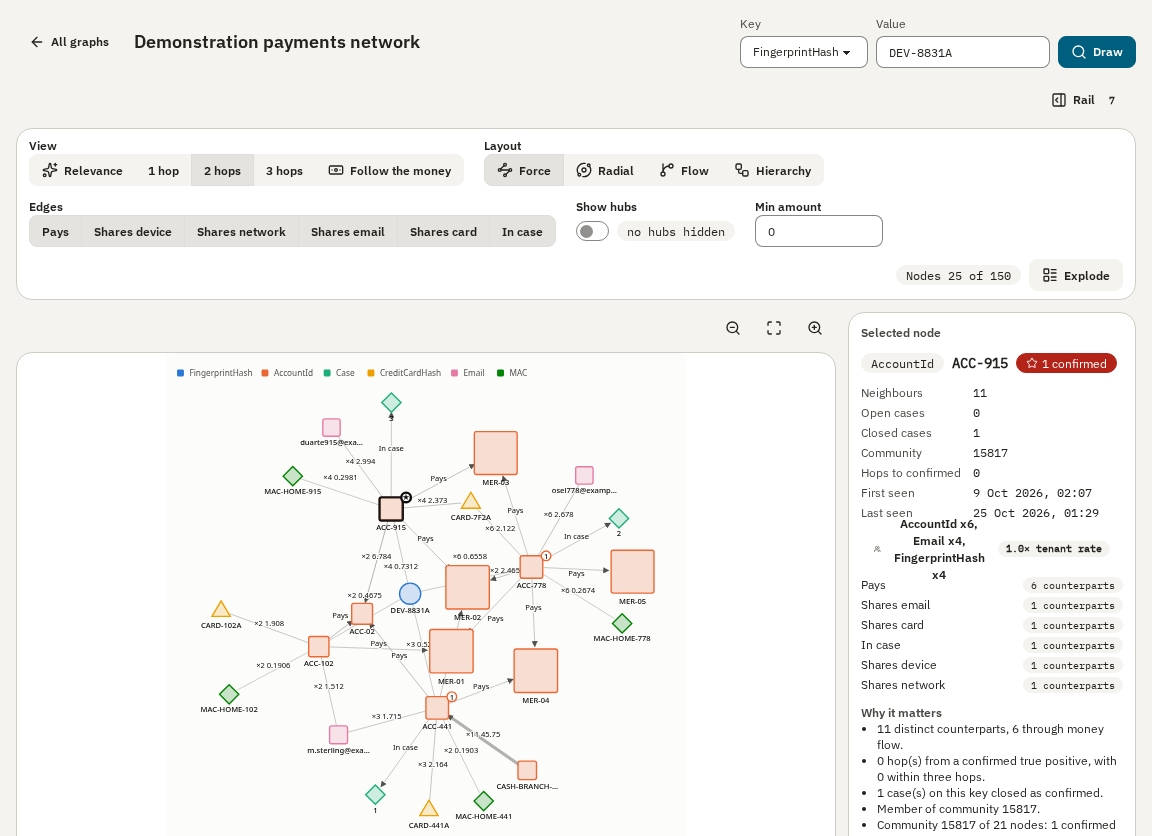 All graphs
Demonstration payments network
Key
Value
FingerprintHash
DEV-8831A
Draw
Rail 7
View
Layout
Relevance 1 hop 2 hops 3 hops Follow the money
Force Radial Flow Hierarchy
Edges
Show hubs
Min amount
Pays Shares device Shares network Shares email Shares card In case
no hubs hidden
0
Nodes 25 of 150
Explode
FingerprintHash AccountId Case CreditCardHash Email MAC
3
duarte915@exa...
In case
×4 2.994
×4 0.2981
MAC-HOME-915
Pays
MER-03
×4 2.373
CARD-7F2A
ACC-915
osei778@examp...
Pays
×6 2.678
×6 2.122
2
In case
Pays
×2 6.784
×4 0.7312
×6 0.6558
×2 2.465
1
ACC-778
Pays
MER-05
×6 0.2674
×2 0.4675
DEV-8831A
MER-02
Pays
Pays
MAC-HOME-778
CARD-102A
×2 1.908
Pays
ACC-02
Pays
Pays
ACC-102
×2 0.1906
MER-01
×2 1.512
MAC-HOME-102
Pays
MER-04
1
ACC-441
×3 1.715
m.sterling@exa...
In case
×11 45.75
×2 0.1903
×3 2.164
CASH-BRANCH-...
1
CARD-441A
MAC-HOME-441
Selected node
AccountId ACC-915 1 confirmed
Neighbours 11
Open cases 0
Closed cases 1
Community 15817
Hops to confirmed 0
First seen 9 Oct 2026, 02:07
Last seen 25 Oct 2026, 01:29
AccountId x6,
Email x4,
FingerprintHash
x4
1.0× tenant rate
Pays 6 counterparts
Shares email 1 counterparts
Shares card 1 counterparts
In case 1 counterparts
Shares device 1 counterparts
Shares network 1 counterparts
Why it matters
• 11 distinct counterparts, 6 through money
flow.
• 0 hop(s) from a confirmed true positive, with
0 within three hops.
• 1 case(s) on this key closed as confirmed.
• Member of community 15817.
• Community 15817 of 21 nodes: 1 confirmed